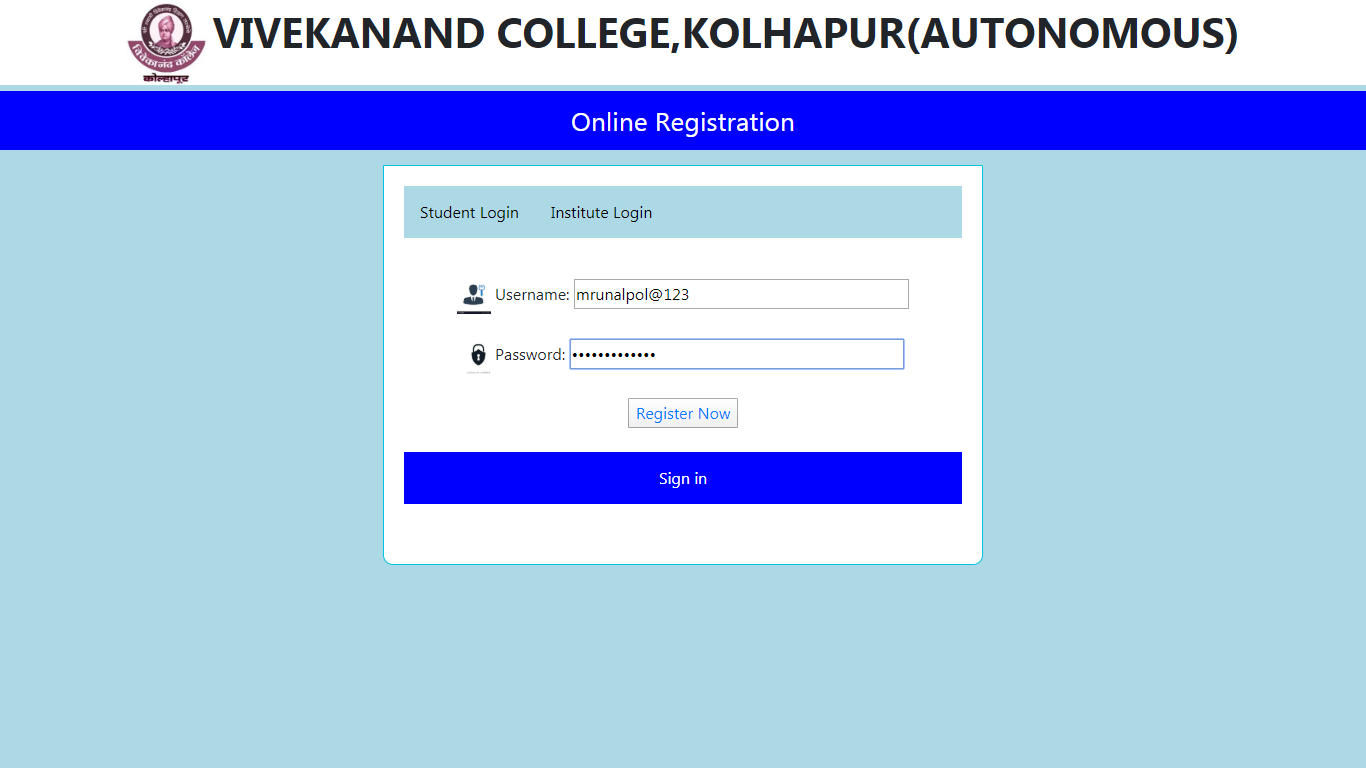 VIVEKANAND COLLEGE,KOLHAPUR(AUTONOMOUS)
विवेकानंद कॉलेज
कोल्हापूर
Online Registration
Student Login Institute Login
Username: mrunalpol@123
Password: •••••••••••••
Register Now
Sign in